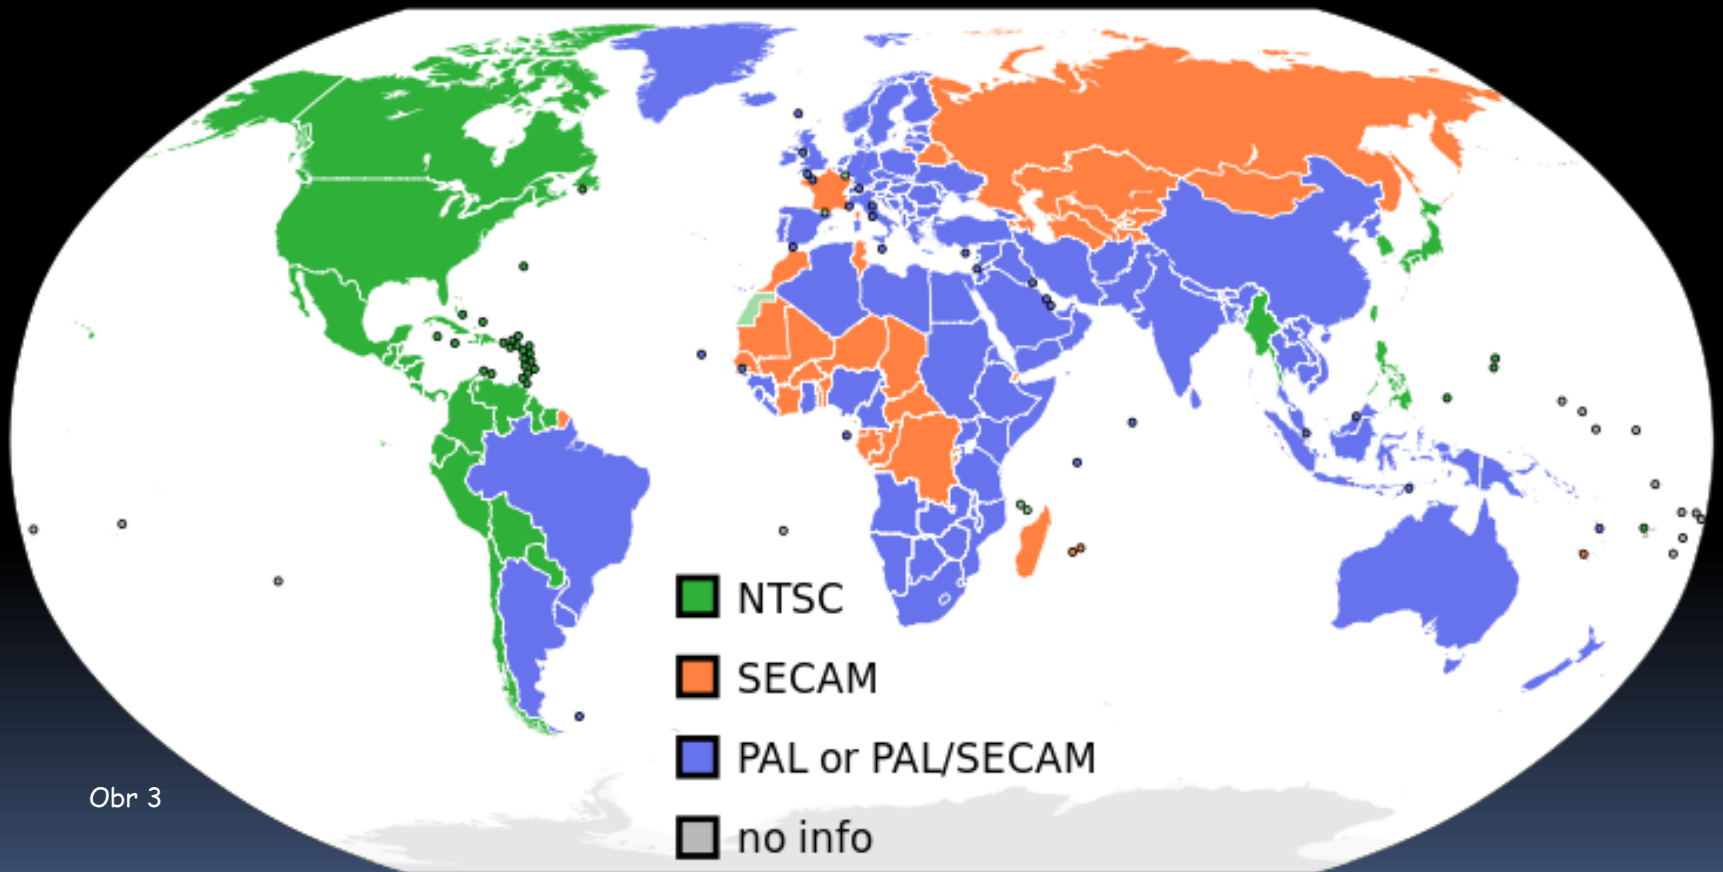 NTSC
SECAM
PAL or PAL/SECAM
no info
Obr 3